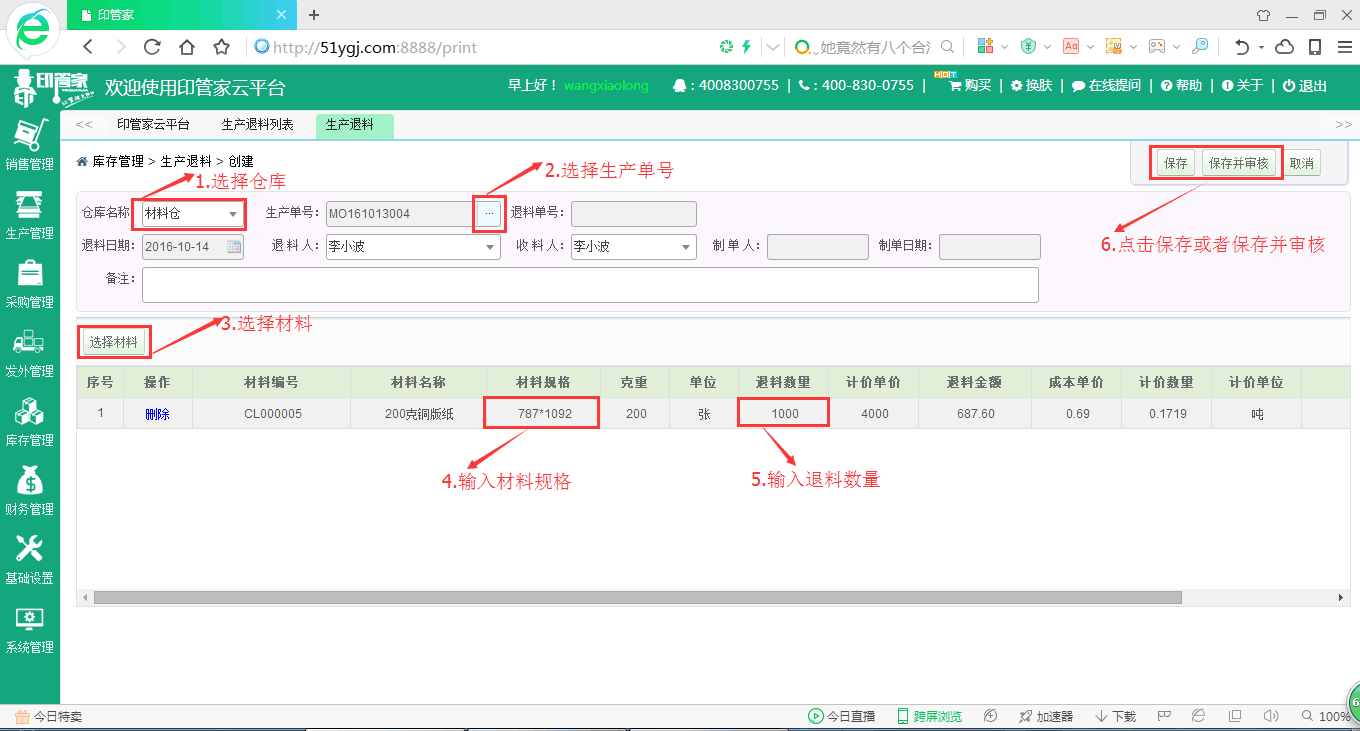 印管家
http://51ygj.com:8888/print
她竟然有八个合法
印管家
欢迎使用印管家云平台
早上好！ wangxiaolong
: 4008300755 | : 400-830-0755 | HOT 购买 | 换肤 | 在线提问 | 帮助 | 关于 | 退出
<< 印管家云平台 生产退料列表 生产退料 >>
销售管理
生产管理
采购管理
发外管理
库存管理
财务管理
基础设置
系统管理
库存管理 > 生产退料 > 创建
保存 保存并审核 取消
1.选择仓库
2.选择生产单号
仓库名称 材料仓 生产单号: MO161013004 ... 退料单号:
退料日期: 2016-10-14 退 料 人: 李小波 收 料 人: 李小波 制 单 人: 制单日期:
6.点击保存或者保存并审核
备注:
3.选择材料
选择材料
序号 操作 材料编号 材料名称 材料规格 克重 单位 退料数量 计价单价 退料金额 成本单价 计价数量 计价单位
1 删除 CL000005 200克铜版纸 787*1092 200 张 1000 4000 687.60 0.69 0.1719 吨
4.输入材料规格
5.输入退料数量
今日特卖 今日直播 跨屏浏览 加速器 下载 100%